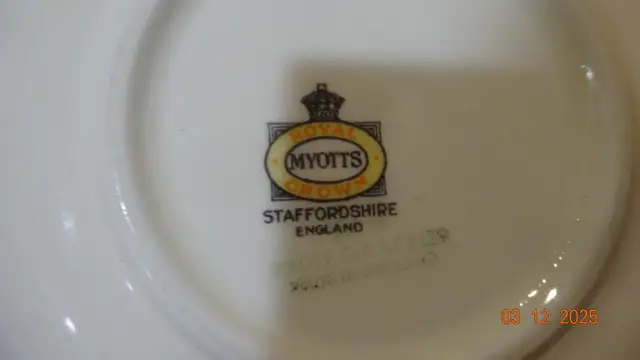 ROYAL
MYOTTS
CROWN
STAFFORDSHIRE
ENGLAND
03 12 2025